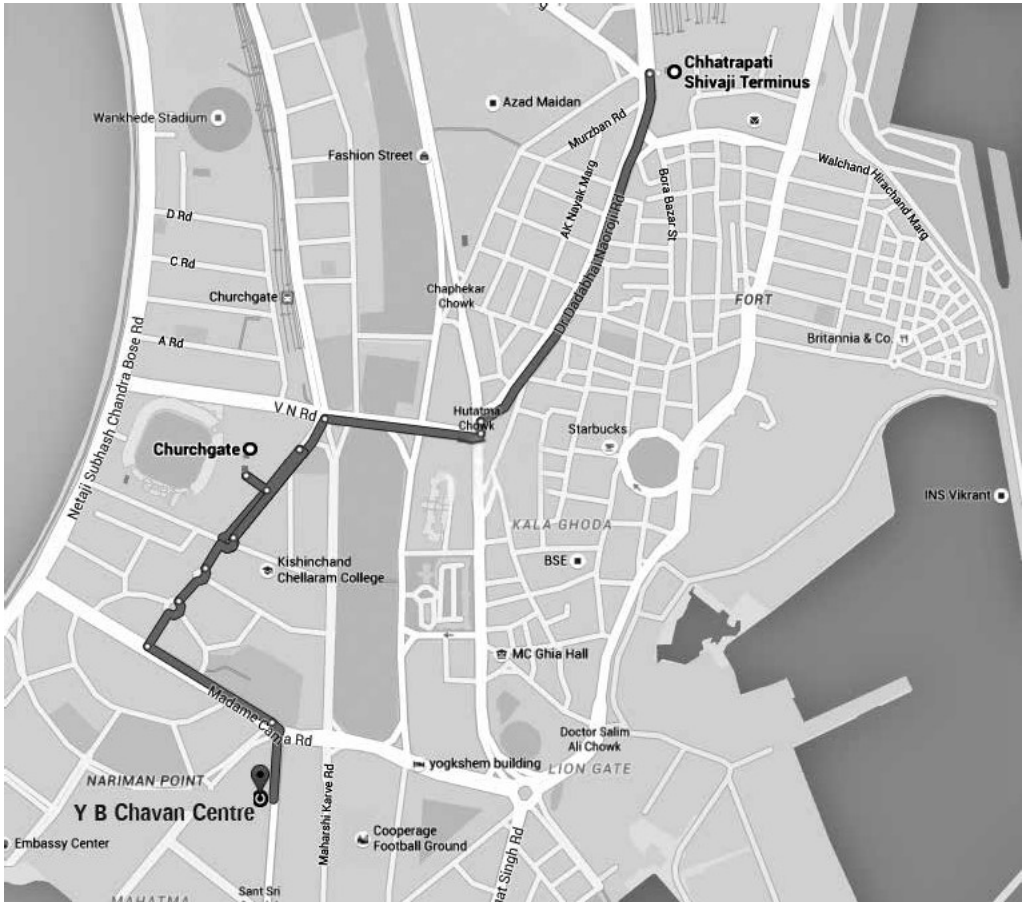 Chhatrapati
Shivaji Terminus
Azad Maidan
Wankhede Stadium
Murzban Rd
Fashion Street
Walchand Hirachand Marg
AK Nayak Marg
Bora Bazar St
D Rd
Dr Dadabhai Naoroji Rd
C Rd
Churchgate
Chaphekar
Chowk
FORT
Netaji Subhash Chandra Bose Rd
A Rd
Britannia & Co.
V N Rd
Hutatma
Chowk
Starbucks
Churchgate
INS Vikrant
KALA GHODA
BSE
Kishinchand
Chellaram College
MC Ghia Hall
Madame Cama Rd
Doctor Salim
Ali Chowk
yogkshem building
LION GATE
NARIMAN POINT
Y B Chavan Centre
Maharshi Karve Rd
Embassy Center
Cooperage
Football Ground
hat Singh Rd
Sant Sri
MAHATMA